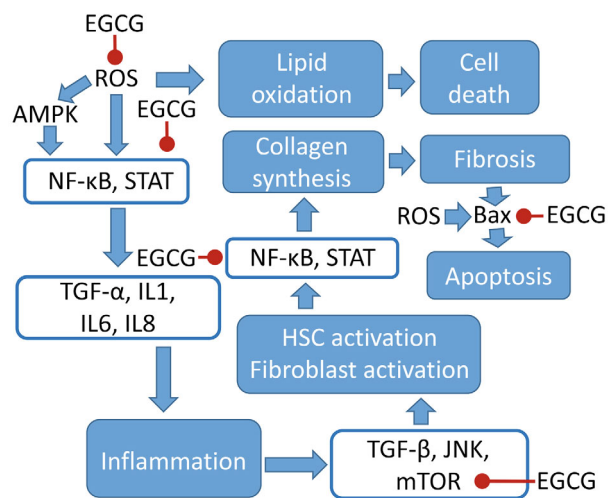 EGCG
ROS
Lipid
oxidation
Cell
death
AMPK
EGCG
NF-κB, STAT
Collagen
synthesis
Fibrosis
ROS
Bax
EGCG
Apoptosis
EGCG
NF-κB, STAT
TGF-α, IL1,
IL6, IL8
HSC activation
Fibroblast activation
Inflammation
TGF-β, JNK,
mTOR
EGCG